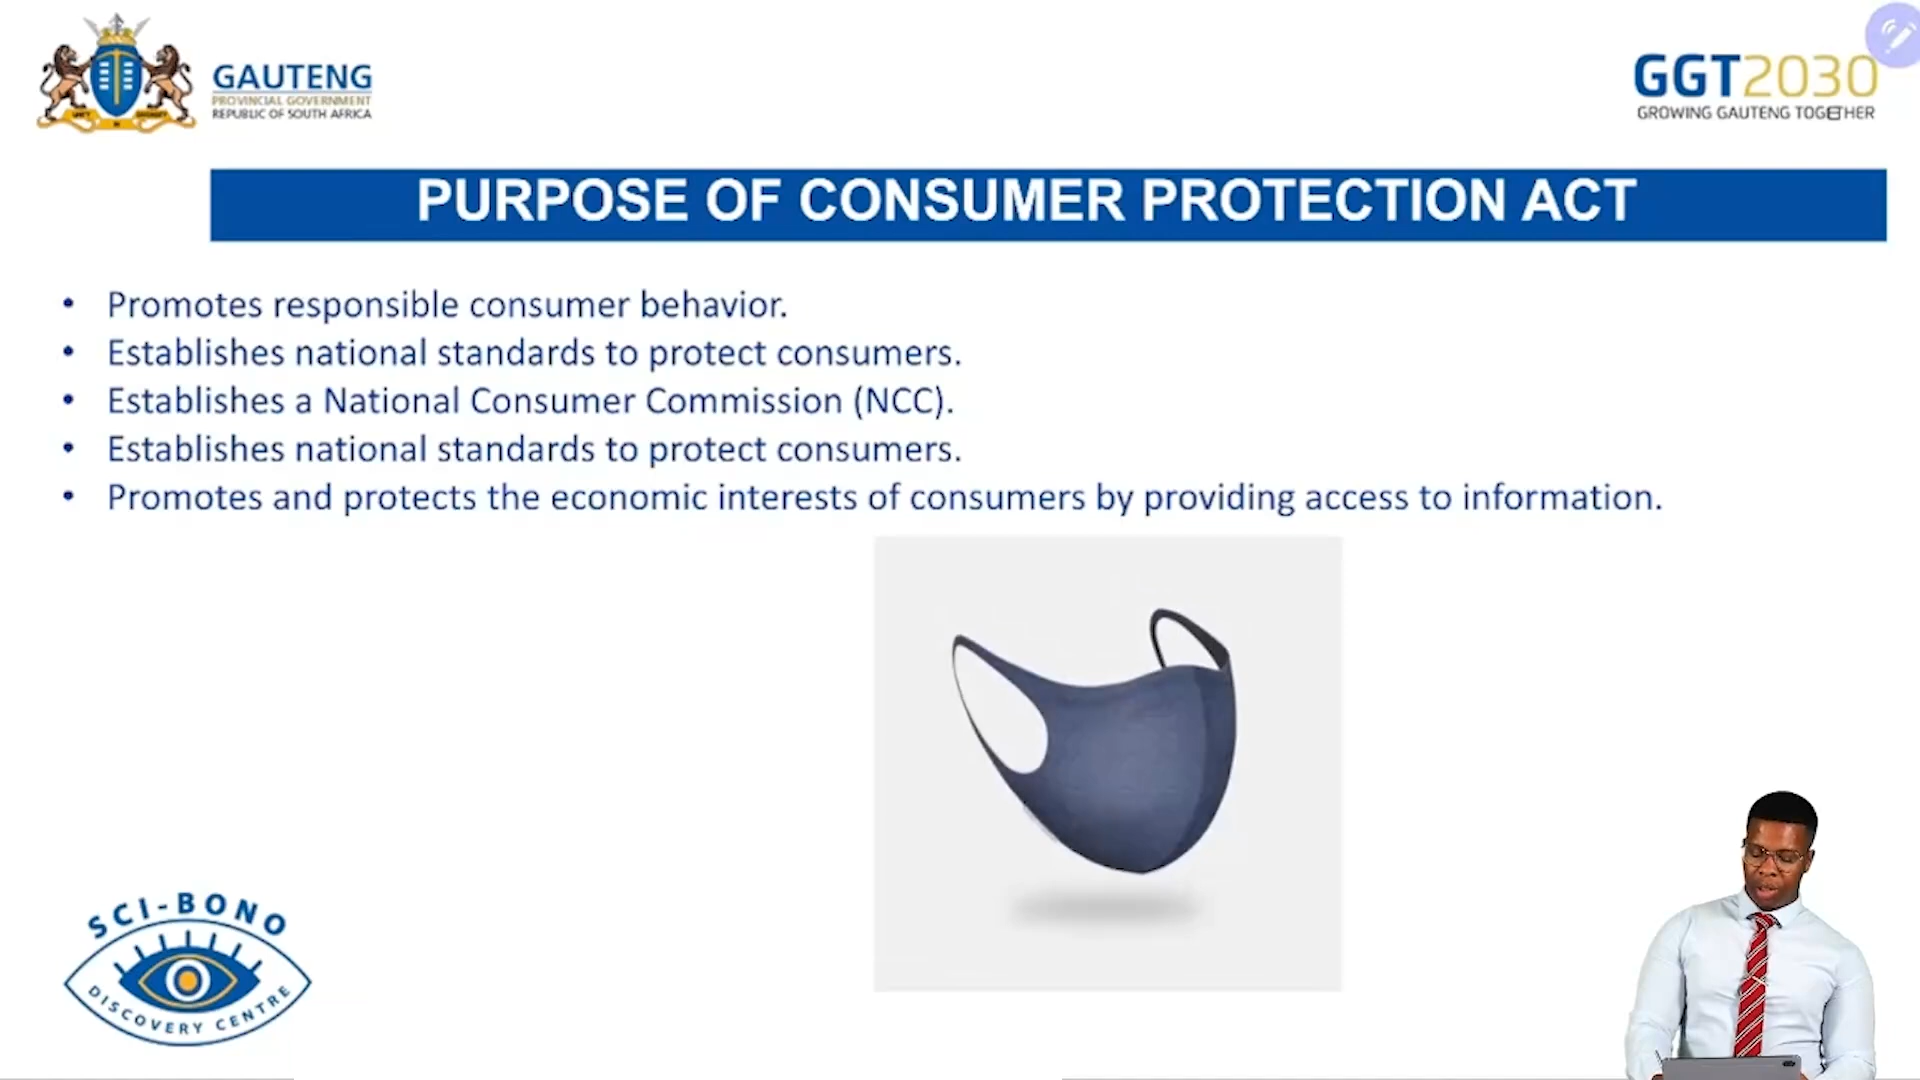 GAUTENG
PROVINCIAL GOVERNMENT
REPUBLIC OF SOUTH AFRICA
GGT2030
GROWING GAUTENG TOGETHER
PURPOSE OF CONSUMER PROTECTION ACT
• Promotes responsible consumer behavior.
• Establishes national standards to protect consumers.
• Establishes a National Consumer Commission (NCC).
• Establishes national standards to protect consumers.
• Promotes and protects the economic interests of consumers by providing access to information.
SCI-BONO
DISCOVERY CENTRE